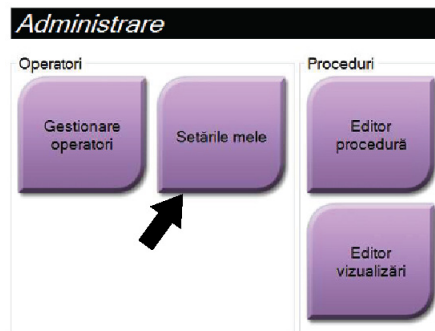 Administrare
Operatori
Gestionare
operatori
Setările mele
Proceduri
Editor
procedură
Editor
vizualizări